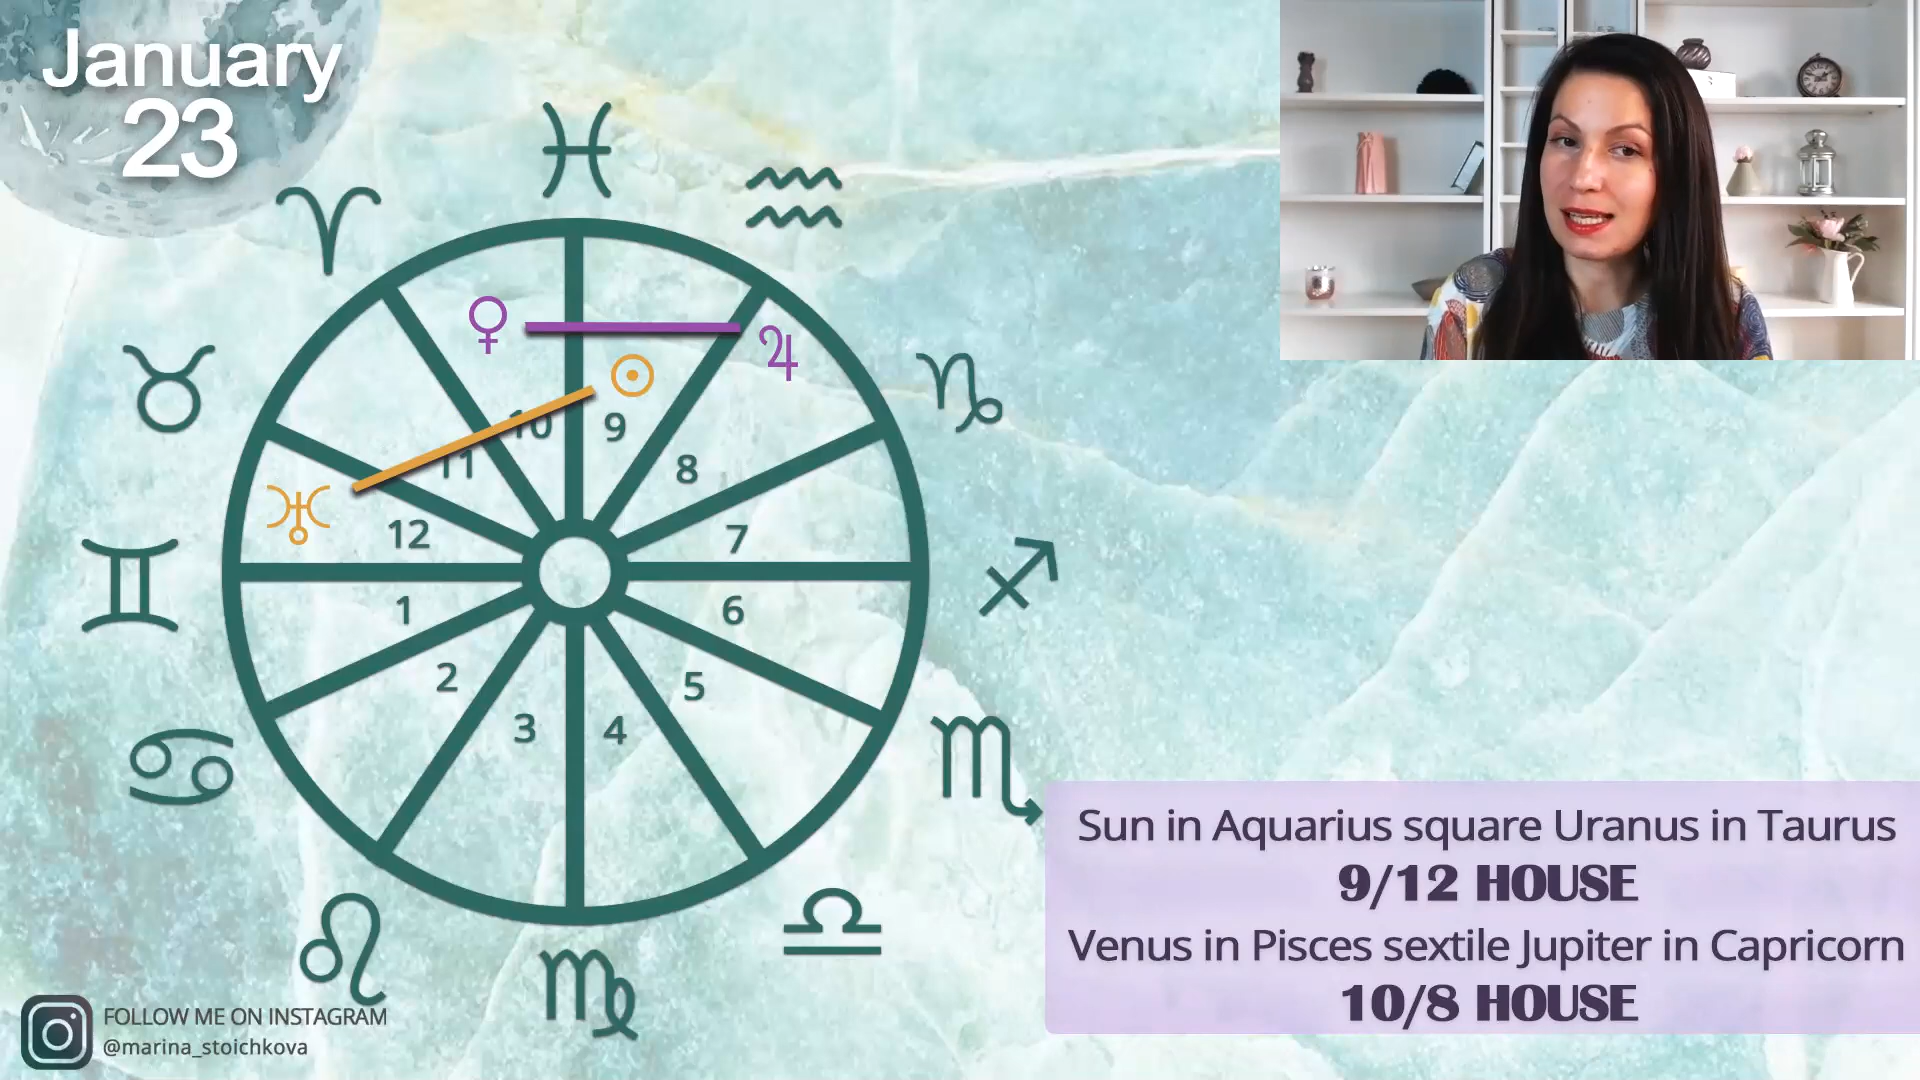 January
23
10
9
11
8
12
7
1
6
2
5
3
4
Sun in Aquarius square Uranus in Taurus
9/12 HOUSE
Venus in Pisces sextile Jupiter in Capricorn
10/8 HOUSE
FOLLOW ME ON INSTAGRAM
@marina_stoichkova